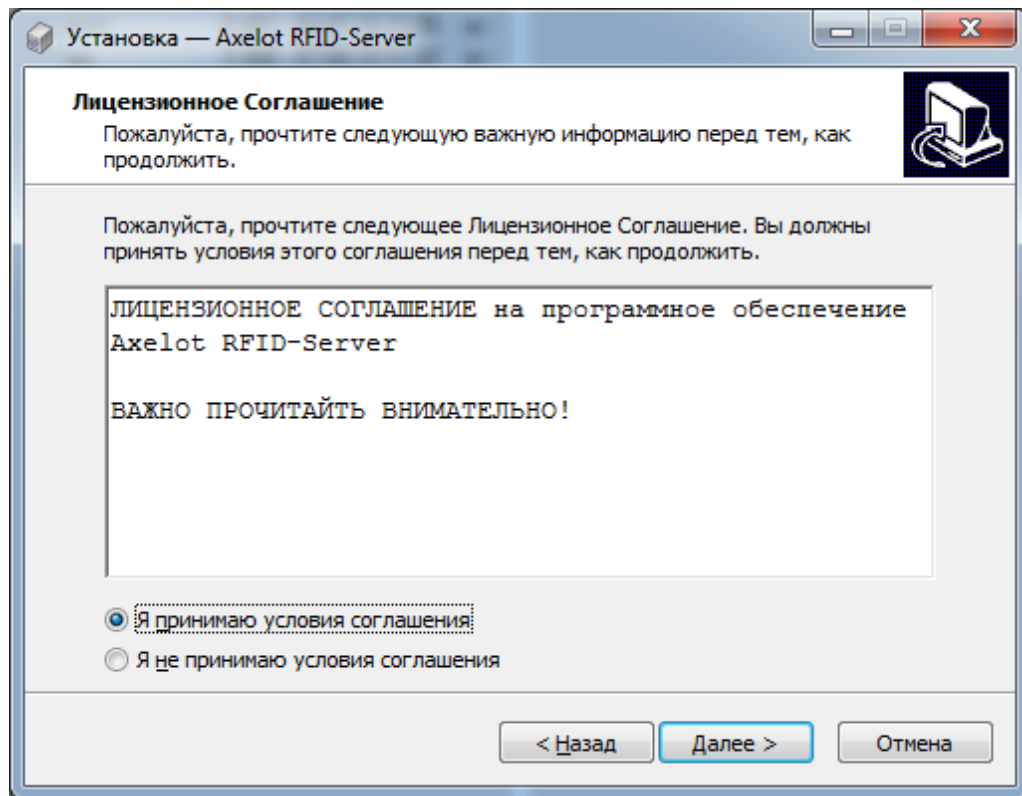 Установка — Axelot RFID-Server
Лицензионное Соглашение
Пожалуйста, прочтите следующую важную информацию перед тем, как
продолжить.
Пожалуйста, прочтите следующее Лицензионное Соглашение. Вы должны
принять условия этого соглашения перед тем, как продолжить.
ЛИЦЕНЗИОННОЕ СОГЛАШЕНИЕ на программное обеспечение
Axelot RFID-Server
ВАЖНО ПРОЧИТАЙТЬ ВНИМАТЕЛЬНО!
Я принимаю условия соглашения
Я не принимаю условия соглашения
< Назад Далее > Отмена